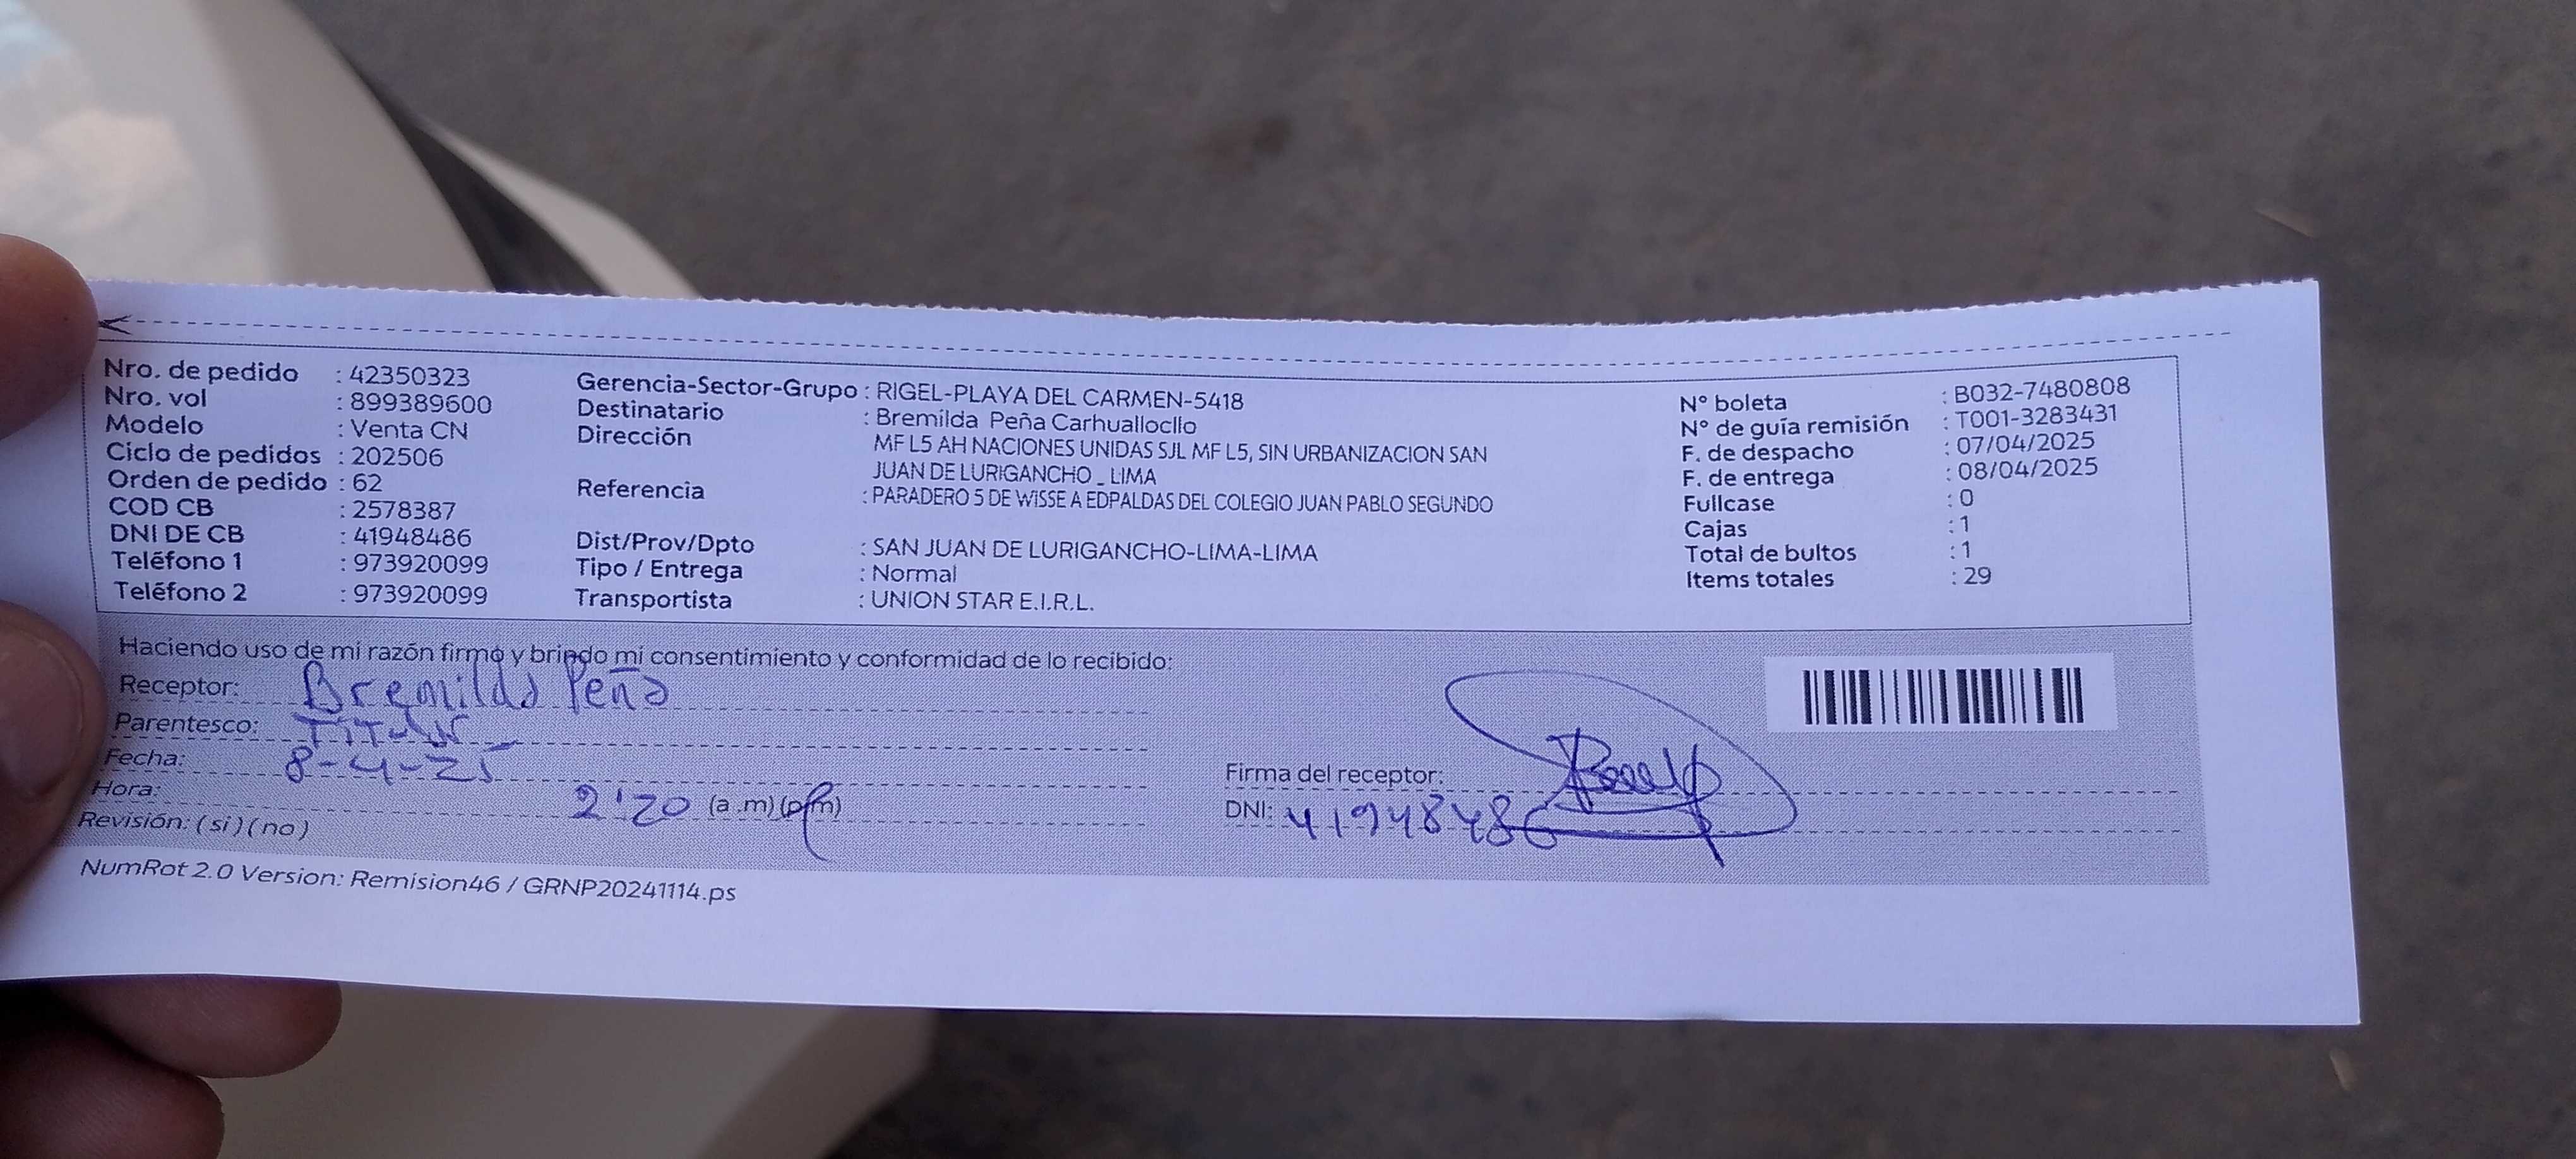 Nro. de pedido : 42350323
Nro. vol : 899389600
Modelo : Venta CN
Ciclo de pedidos : 202506
Orden de pedido : 62
COD CB : 2578387
DNI DE CB : 41948486
Teléfono 1 : 973920099
Teléfono 2 : 973920099
Gerencia-Sector-Grupo : RIGEL-PLAYA DEL CARMEN-5418
Destinatario : Bremilda Peña Carhuallocllo
Dirección MF L5 AH NACIONES UNIDAS SJL MF L5, SIN URBANIZACION SAN
JUAN DE LURIGANCHO _ LIMA
Referencia : PARADERO 5 DE WISSE A EDPALDAS DEL COLEGIO JUAN PABLO SEGUNDO
Dist/Prov/Dpto : SAN JUAN DE LURIGANCHO-LIMA-LIMA
Tipo / Entrega : Normal
Transportista : UNION STAR E.I.R.L.
N° boleta : B032-7480808
N° de guía remisión : T001-3283431
F. de despacho : 07/04/2025
F. de entrega : 08/04/2025
Fullcase : 0
Cajas : 1
Total de bultos : 1
Items totales : 29
Haciendo uso de mi razón firmo y brindo mi consentimiento y conformidad de lo recibido:
Receptor: Bremilda Peña
Parentesco: Titular
Fecha: 8-4-25
Hora: 2:20 (a .m) (p.m)
Revisión: ( si ) ( no )
Firma del receptor:
DNI: 41948486
NumRot 2.0 Version: Remision46 / GRNP20241114.ps